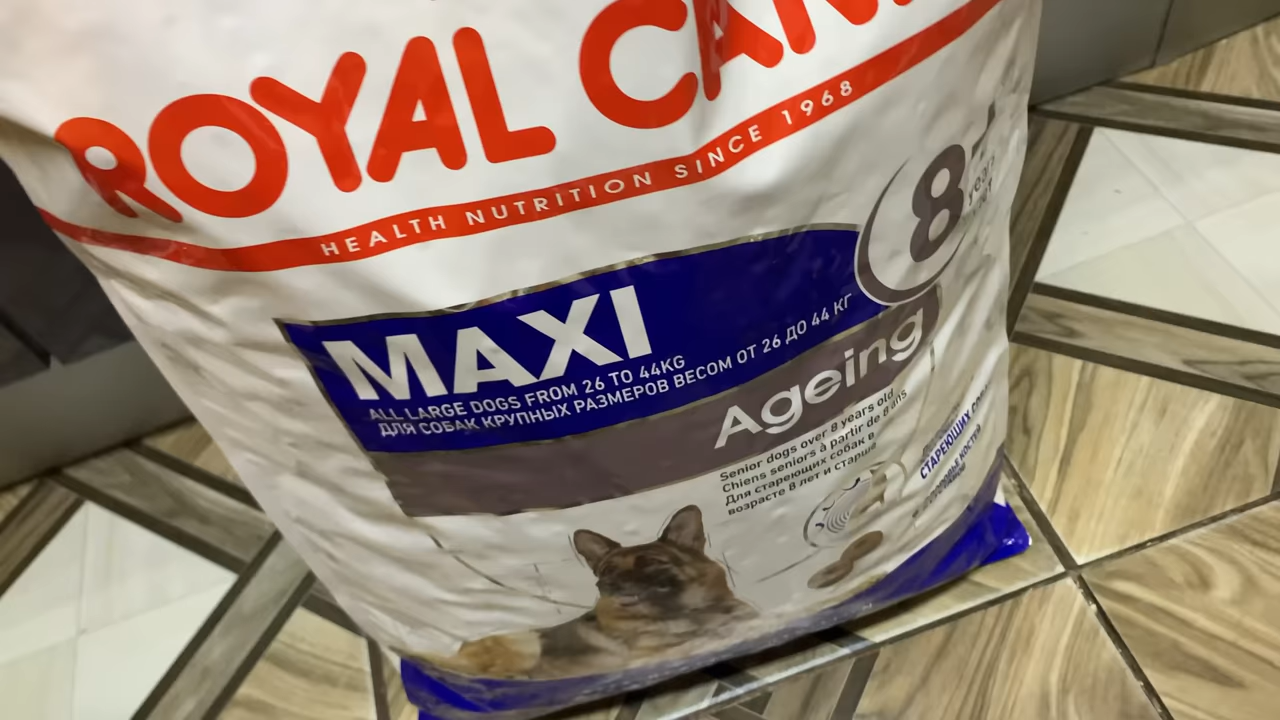 ROYAL CAN
HEALTH NUTRITION SINCE 1968
8+
MAXI
ALL LARGE DOGS FROM 26 TO 44KG
ДЛЯ СОБАК КРУПНЫХ РАЗМЕРОВ ВЕСОМ ОТ 26 ДО 44 КГ
Ageing
Senior dogs over 8 years old
Chiens seniors à partir de 8 ans
Для стареющих собак в
возрасте 8 лет и старше
СТАРЕЮЩИХ